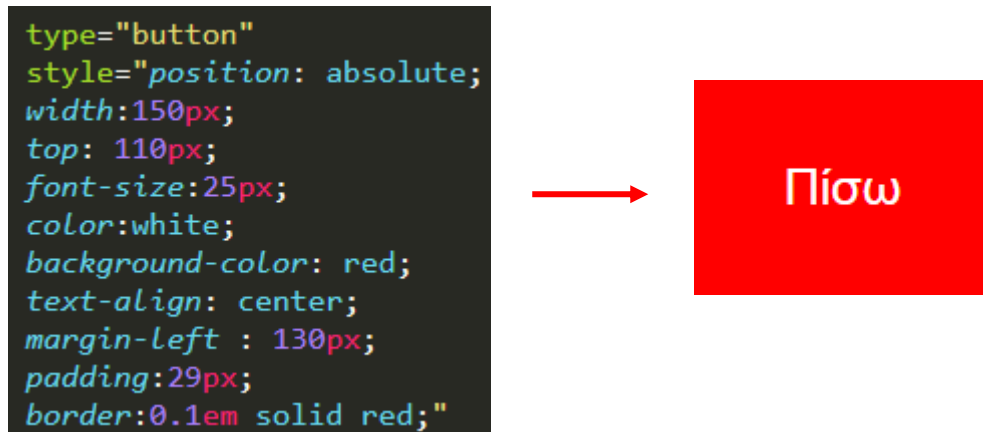 type="button"
style="position: absolute;
width:150px;
top: 110px;
font-size:25px;
color:white;
background-color: red;
text-align: center;
margin-left : 130px;
padding:29px;
border:0.1em solid red;"
Πίσω